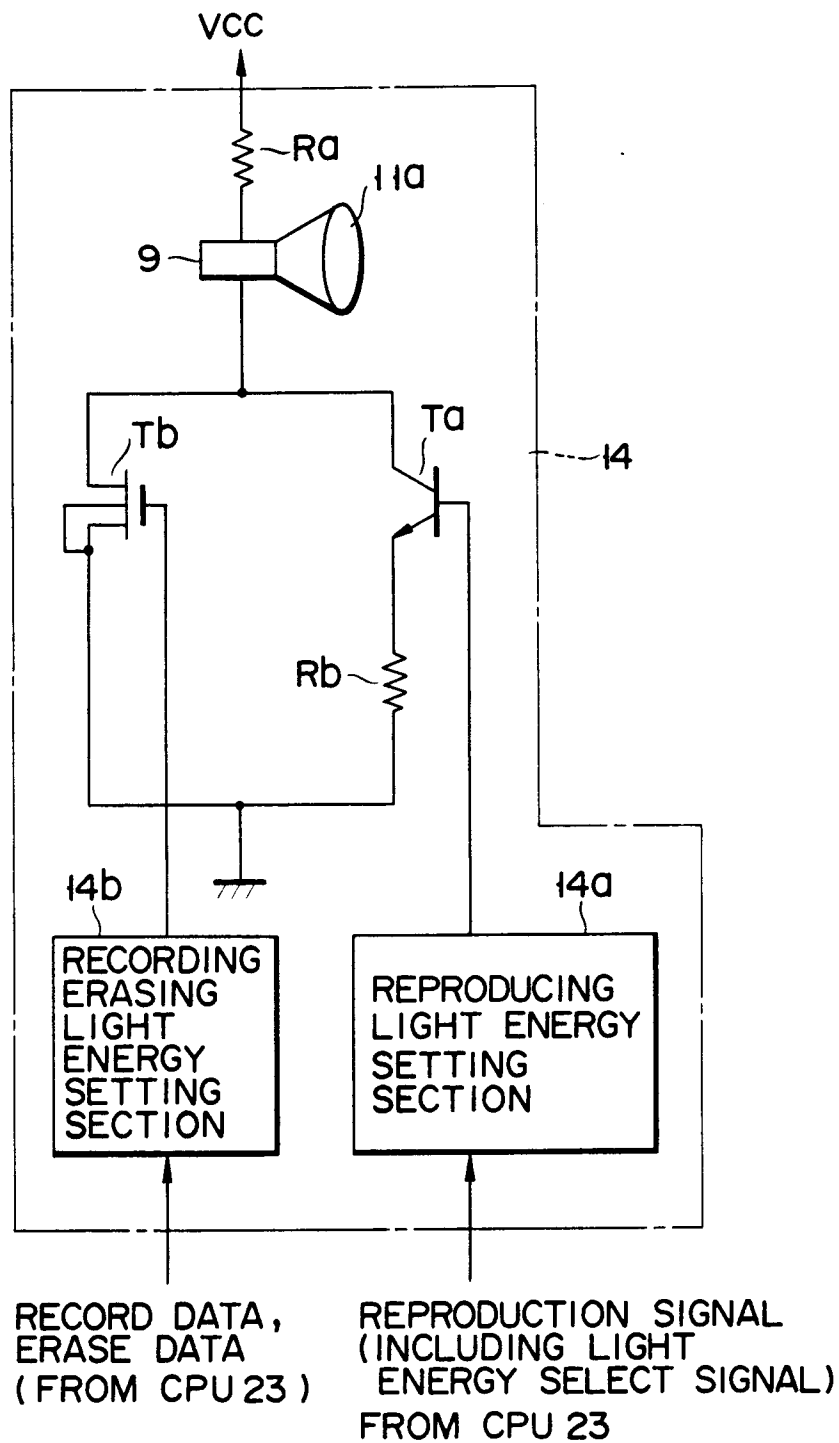 VCC
Ra
11a
9
Tb
Ta
14
Rb
14b
14a
RECORDING
ERASING
LIGHT
ENERGY
SETTING
SECTION
REPRODUCING
LIGHT ENERGY
SETTING
SECTION
RECORD DATA,
ERASE DATA
(FROM CPU 23)
REPRODUCTION SIGNAL
(INCLUDING LIGHT
ENERGY SELECT SIGNAL)
FROM CPU 23